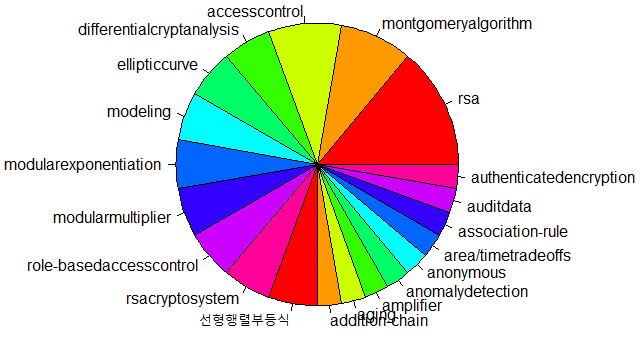 accesscontrol
montgomeryalgorithm
differentialcryptanalysis
ellipticcurve
rsa
modeling
modularexponentiation
authenticatedencryption
auditdata
modularmultiplier
association-rule
area/timetradeoffs
role-basedaccesscontrol
anonymous
anomalydetection
rsacryptosystem
amplifier
aging
선형행렬부등식
addition-chain